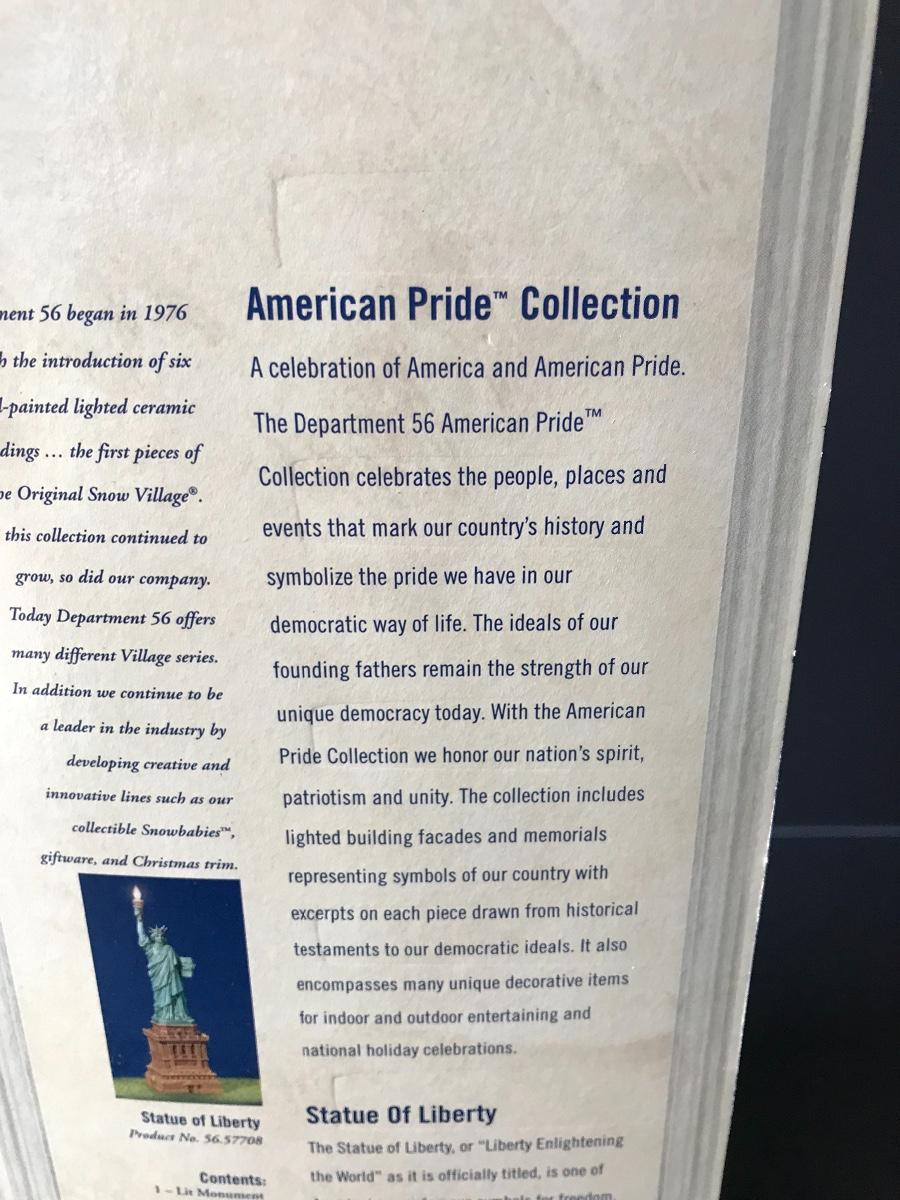 56 began in 1976
the introduction of six
-painted lighted ceramic
... the first pieces of
Original Snow Village®.
this collection continued to
grow, so did our company.
Today Department 56 offers
many different Village series.
In addition we continue to be
a leader in the industry by
developing creative and
innovative lines such as our
collectible Snowbabies™,
giftware, and Christmas trim.
Statue of Liberty
Product No. 56.57708
Contents:
1 – Lit Monument
American Pride™ Collection
A celebration of America and American Pride.
The Department 56 American Pride™
Collection celebrates the people, places and
events that mark our country's history and
symbolize the pride we have in our
democratic way of life. The ideals of our
founding fathers remain the strength of our
unique democracy today. With the American
Pride Collection we honor our nation's spirit,
patriotism and unity. The collection includes
lighted building facades and memorials
representing symbols of our country with
excerpts on each piece drawn from historical
testaments to our democratic ideals. It also
encompasses many unique decorative items
for indoor and outdoor entertaining and
national holiday celebrations.
Statue Of Liberty
The Statue of Liberty, or "Liberty Enlightening
the World" as it is officially titled, is one of
for freedom.